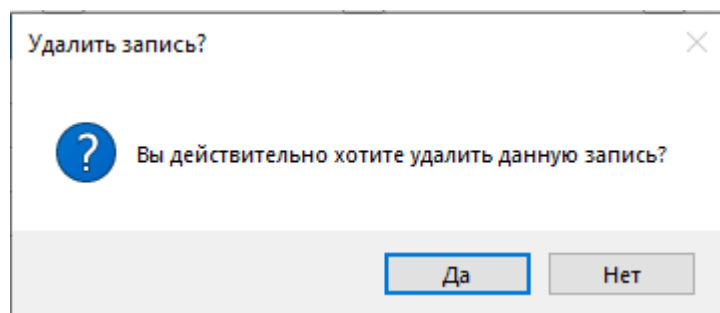 Удалить запись?
Вы действительно хотите удалить данную запись?
Да Нет